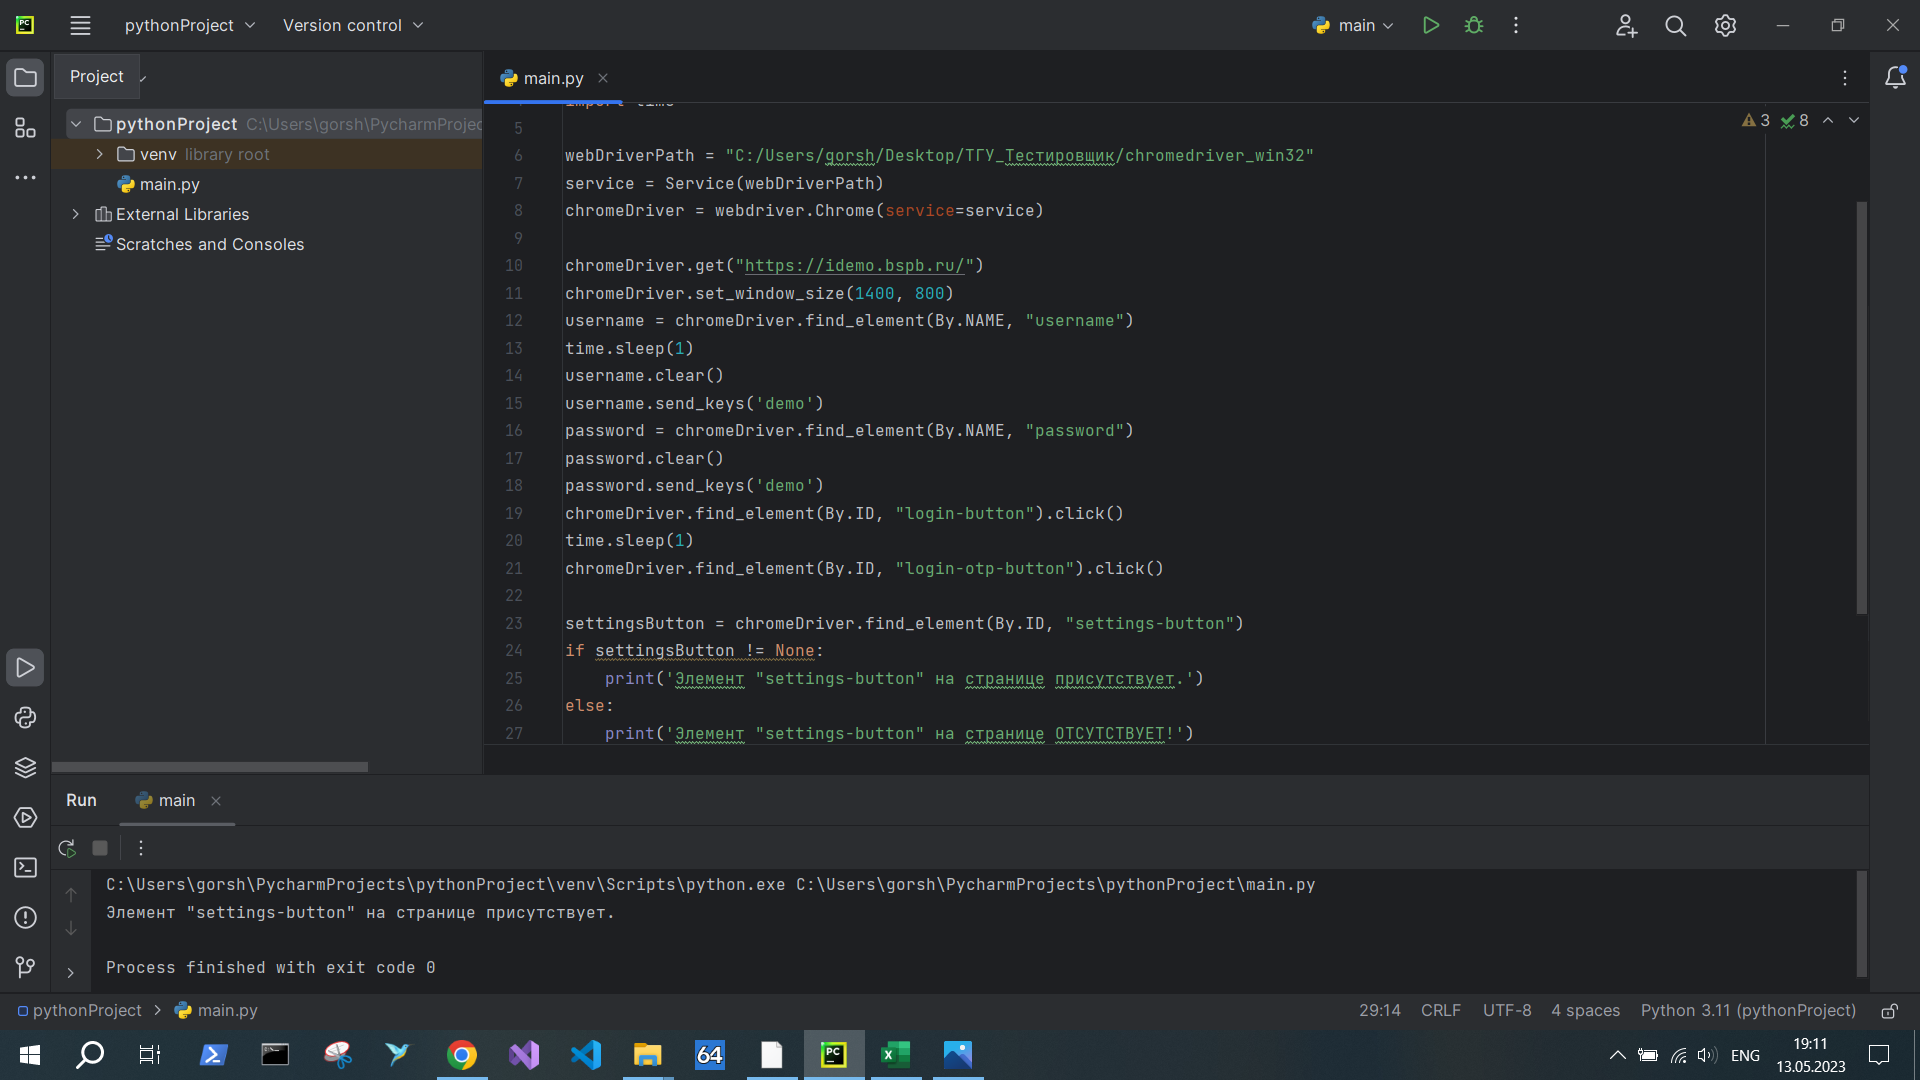 pythonProject
Version control
main
Project
main.py
pythonProject C:\Users\gorsh\PycharmProjec
venv library root
main.py
External Libraries
Scratches and Consoles
3 8
import time
5
6 webDriverPath = "C:/Users/gorsh/Desktop/ТГУ_Тестировщик/chromedriver_win32"
7 service = Service(webDriverPath)
8 chromeDriver = webdriver.Chrome(service=service)
9
10 chromeDriver.get("https://idemo.bspb.ru/")
11 chromeDriver.set_window_size(1400, 800)
12 username = chromeDriver.find_element(By.NAME, "username")
13 time.sleep(1)
14 username.clear()
15 username.send_keys('demo')
16 password = chromeDriver.find_element(By.NAME, "password")
17 password.clear()
18 password.send_keys('demo')
19 chromeDriver.find_element(By.ID, "login-button").click()
20 time.sleep(1)
21 chromeDriver.find_element(By.ID, "login-otp-button").click()
22
23 settingsButton = chromeDriver.find_element(By.ID, "settings-button")
24 if settingsButton != None:
25 print('Элемент "settings-button" на странице присутствует.')
26 else:
27 print('Элемент "settings-button" на странице ОТСУТСТВУЕТ!')
Run
main
C:\Users\gorsh\PycharmProjects\pythonProject\venv\Scripts\python.exe C:\Users\gorsh\PycharmProjects\pythonProject\main.py
Элемент "settings-button" на странице присутствует.
Process finished with exit code 0
pythonProject
main.py
29:14 CRLF UTF-8 4 spaces Python 3.11 (pythonProject)
64
PC
ENG
19:11
13.05.2023